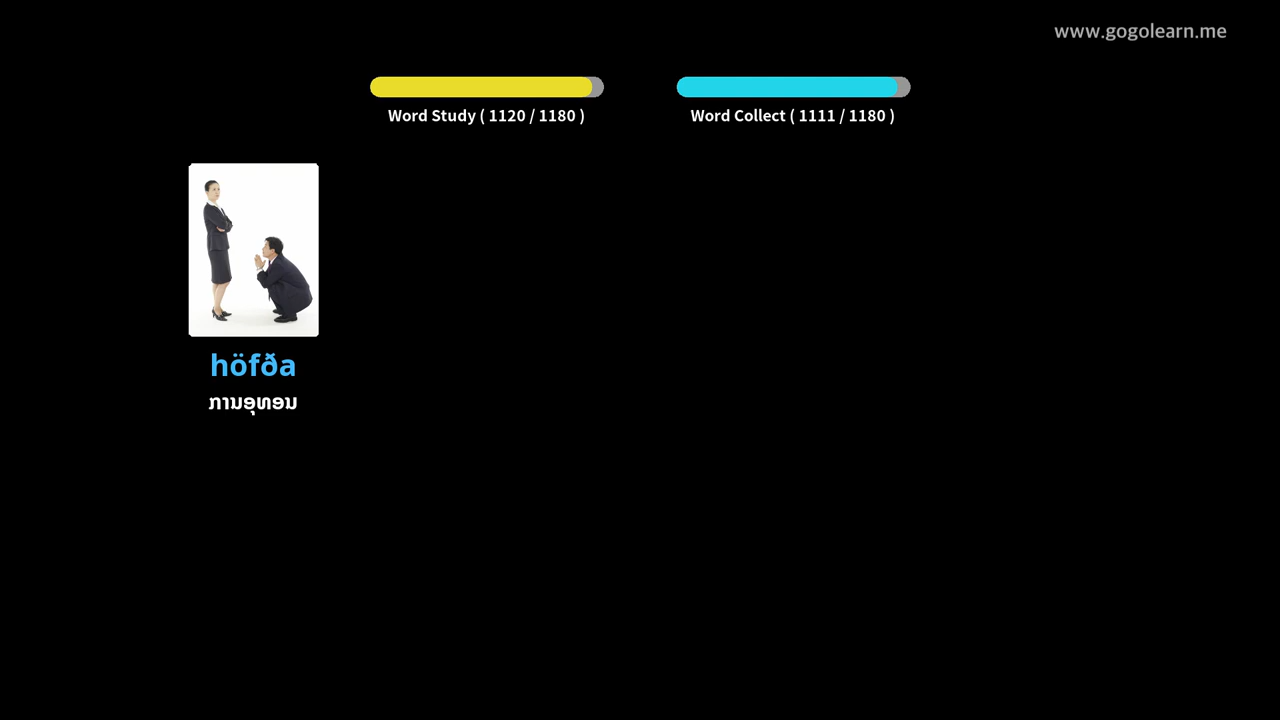 www.gogolearn.me
Word Study ( 1120 / 1180 )
Word Collect ( 1111 / 1180 )
höfða
ການອຸທອນ